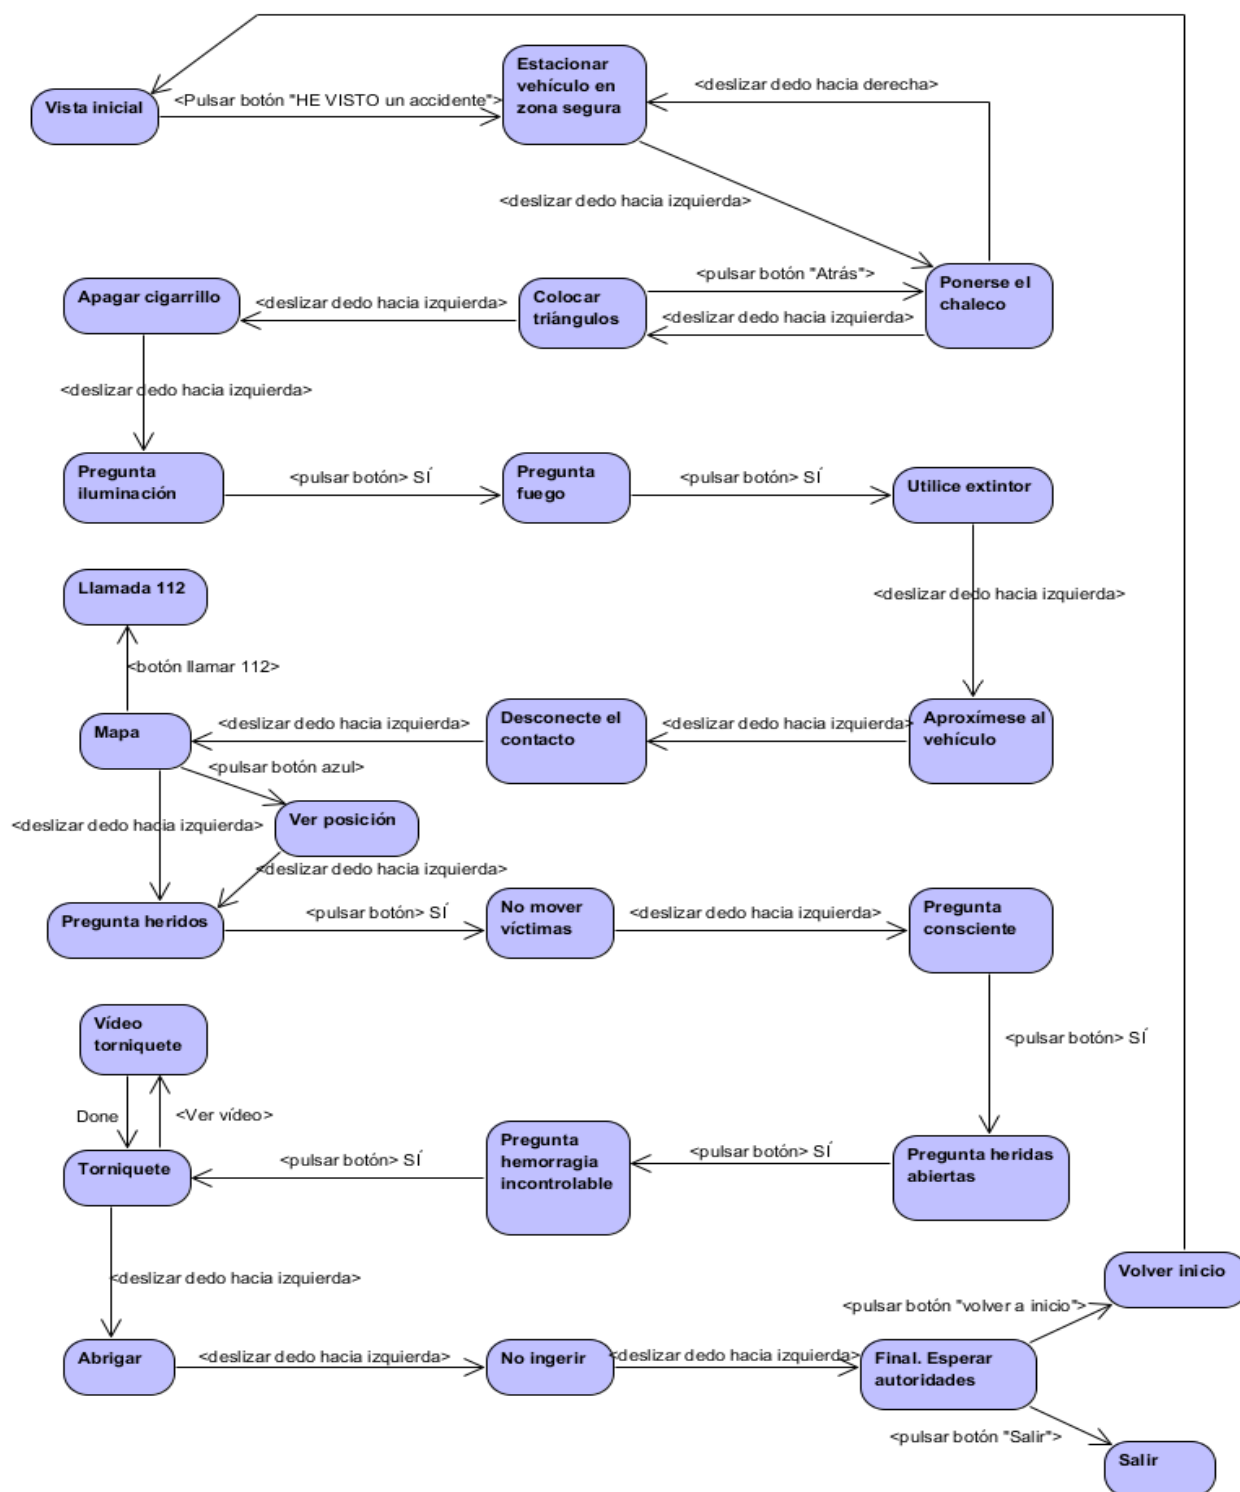 Estacionar
vehículo en
zona segura
<deslizar dedo hacia derecha>
Vista inicial
<Pulsar botón "HE VISTO un accidente">
<deslizar dedo hacia izquierda>
Apagar cigarrillo
<deslizar dedo hacia izquierda>
Colocar
triángulos
<pulsar botón "Atrás">
<deslizar dedo hacia izquierda>
Ponerse el
chaleco
<deslizar dedo hacia izquierda>
Pregunta
iluminación
<pulsar botón> SÍ
Pregunta
fuego
<pulsar botón> SÍ
Utilice extintor
Llamada 112
<deslizar dedo hacia izquierda>
<botón llamar 112>
Mapa
<deslizar dedo hacia izquierda>
Desconecte el
contacto
<deslizar dedo hacia izquierda>
Aproxímese al
vehículo
<pulsar botón azul>
<deslizar dedo hacia izquierda>
Ver posición
<deslizar dedo hacia izquierda>
Pregunta heridos
<pulsar botón> SÍ
No mover
víctimas
<deslizar dedo hacia izquierda>
Pregunta
consciente
Vídeo
torniquete
<pulsar botón> SÍ
Done
<Ver vídeo>
Torniquete
<pulsar botón> SÍ
Pregunta
hemorragia
incontrolable
<pulsar botón> SÍ
Pregunta heridas
abiertas
<deslizar dedo hacia izquierda>
Volver inicio
<pulsar botón "volver a inicio">
Abrigar
<deslizar dedo hacia izquierda>
No ingerir
<deslizar dedo hacia izquierda>
Final. Esperar
autoridades
<pulsar botón "Salir">
Salir